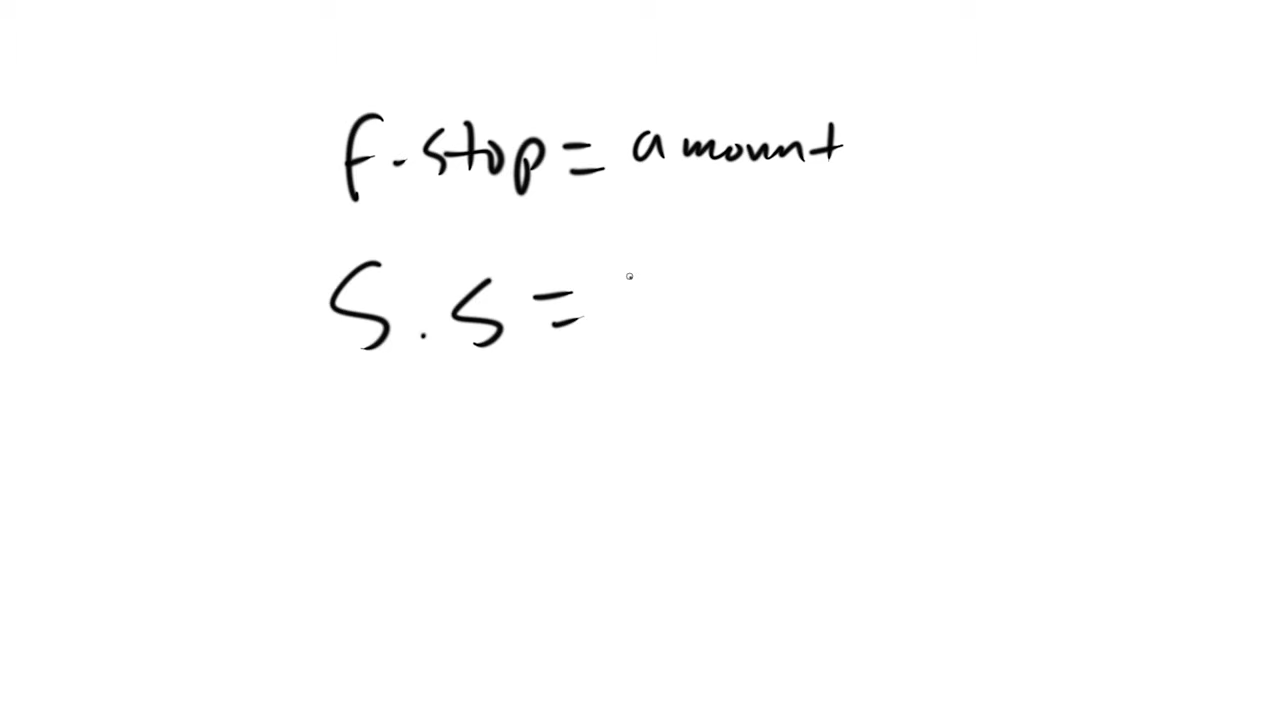 f-stop = amount
S.S =